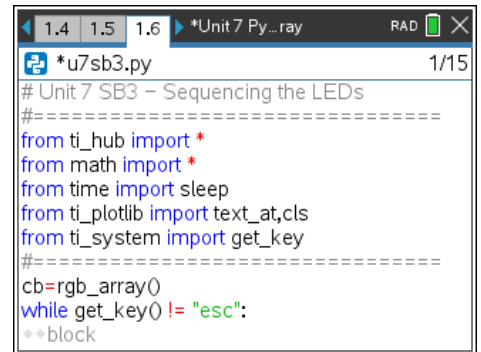 1.4 1.5 1.6 *Unit 7 Py…ray RAD
*u7sb3.py 1/15
# Unit 7 SB3 – Sequencing the LEDs
#================================
from ti_hub import *
from math import *
from time import sleep
from ti_plotlib import text_at,cls
from ti_system import get_key
#================================
cb=rgb_array()
while get_key() != "esc":
◆◆block